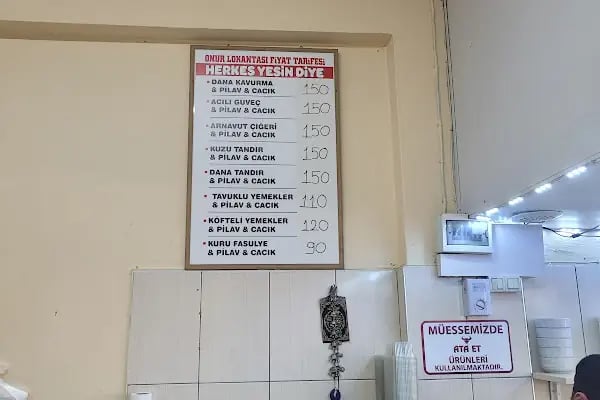 ONUR LOKANTASI FİYAT TARİFESİ
HERKES YESİN DİYE
• DANA KAVURMA
& PİLAV & CACIK 150
• ACILI GÜVEÇ
& PİLAV & CACIK 150
• ARNAVUT CİĞERİ
& PİLAV & CACIK 150
• KUZU TANDIR
& PİLAV & CACIK 150
• DANA TANDIR
& PİLAV & CACIK 150
• TAVUKLU YEMEKLER
& PİLAV & CACIK 110
• KÖFTELİ YEMEKLER
& PİLAV & CACIK 120
• KURU FASULYE
& PİLAV & CACIK 90
MÜESSEMİZDE
ATA ET
ÜRÜNLERİ
KULLANILMAKTADIR.